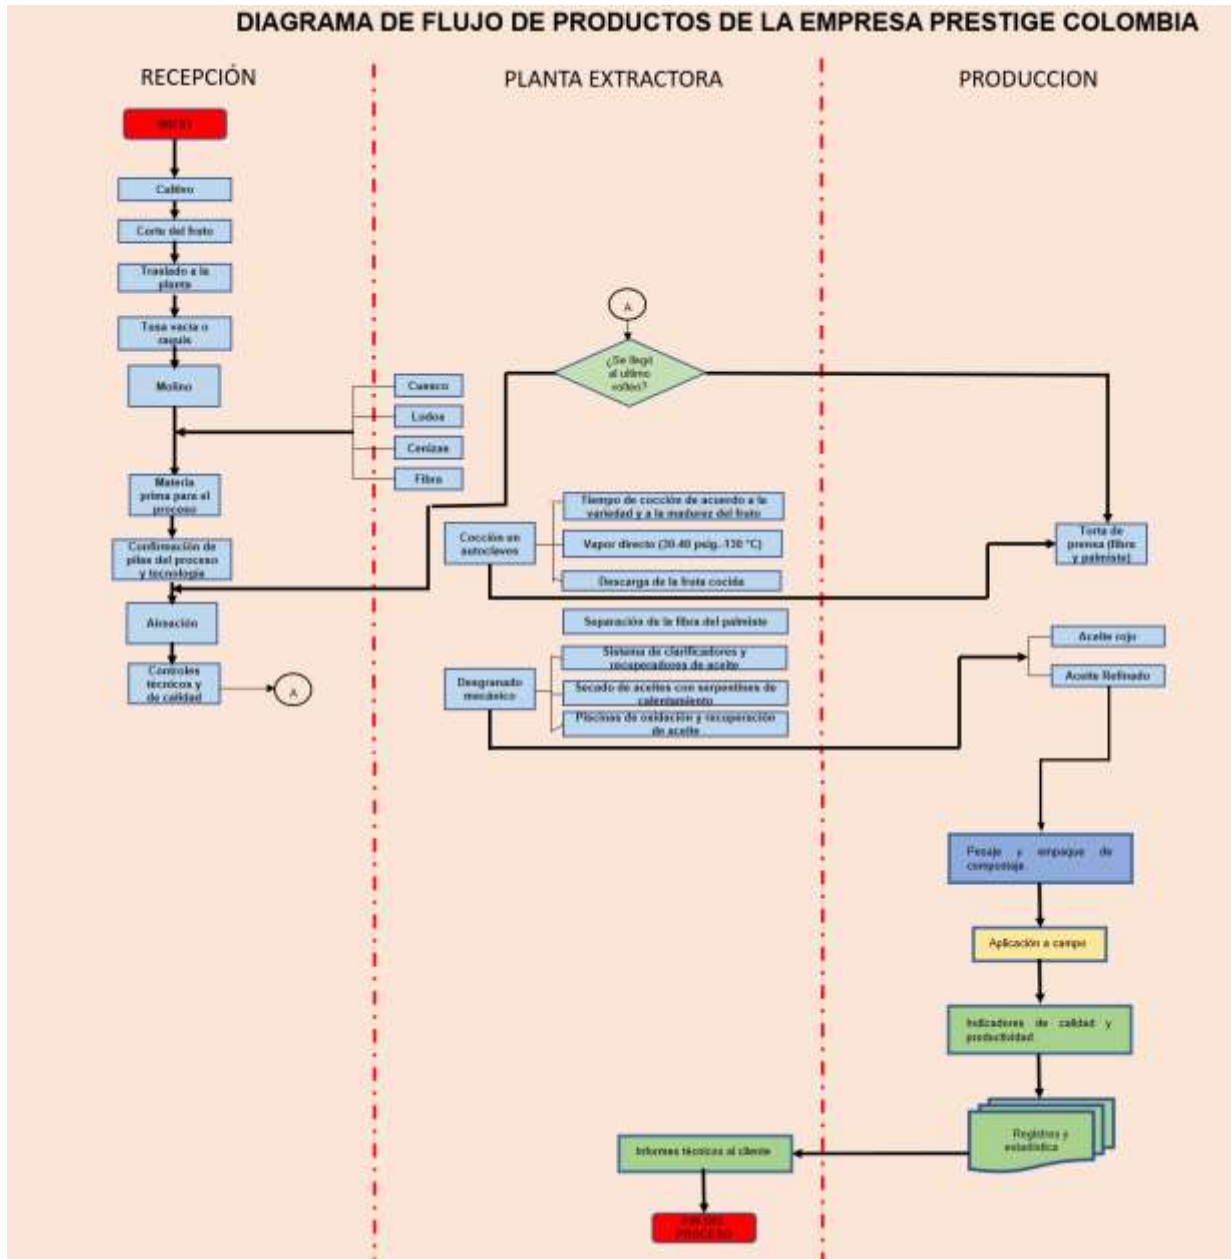 DIAGRAMA DE FLUJO DE PRODUCTOS DE LA EMPRESA PRESTIGE COLOMBIA
RECEPCIÓN
PLANTA EXTRACTORA
PRODUCCION
INICIO
Cultivo
Corte del fruto
Traslado a la
planta
Tusa vacía o
raquis
Molino
Materia
prima para el
proceso
Confirmación de
pilas del proceso
y tecnología
Aireación
Controles
técnicos y
de calidad
A
Cuesco
Lodos
Cenizas
Fibra
A
¿Se llegó
al ultimo
volteo?
Cocción en
autoclaves
Tiempo de cocción de acuerdo a la
variedad y a la madurez del fruto
Vapor directo (30-40 psig.-130 °C)
Descarga de la fruta cocida
Separación de la fibra del palmiste
Desgranado
mecánico
Sistema de clarificadores y
recuperadores de aceite
Secado de aceites con serpentines de
calentamiento
Piscinas de oxidación y recuperación
de aceite
Torta de
prensa (fibra
y palmiste)
Aceite rojo
Aceite Refinado
Pesaje y empaque de
compostaje.
Aplicación a campo
Indicadores de calidad y
productividad
Registros y
estadística
Informes técnicos al cliente
FIN DEL
PROCESO